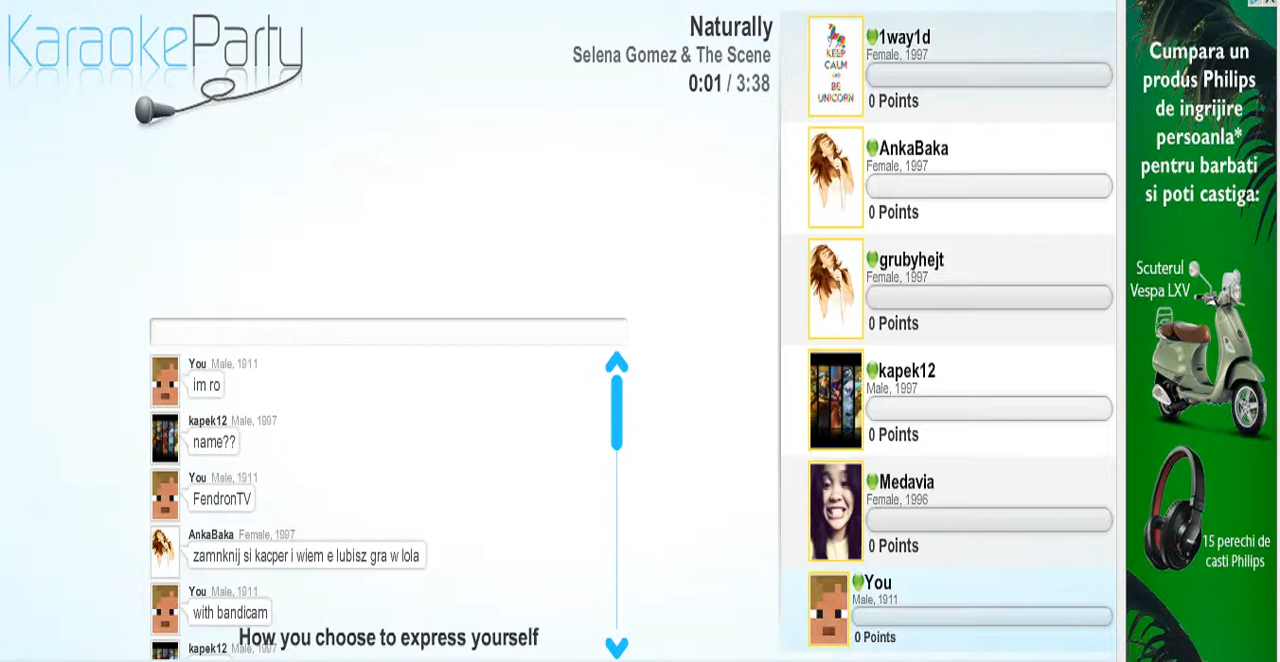 KaraokeParty
Naturally
Selena Gomez & The Scene
0:01 / 3:38
You Male, 1911
im ro
kapek12 Male, 1997
name??
You Male, 1911
FendronTV
AnkaBaka Female, 1997
zamnknij si kacper i wiem e lubisz gra w lola
You Male, 1911
with bandicam
kapek12 Male, 1997
How you choose to express yourself
KEEP
CALM
AND
BE
UNICORN
1way1d
Female, 1997
0 Points
AnkaBaka
Female, 1997
0 Points
grubyhejt
Female, 1997
0 Points
kapek12
Male, 1997
0 Points
Medavia
Female, 1996
0 Points
You
Male, 1911
0 Points
Cumpara un
produs Philips
de ingrijire
persoanla*
pentru barbati
si poti castiga:
Scuterul
Vespa LXV
15 perechi de
casti Philips